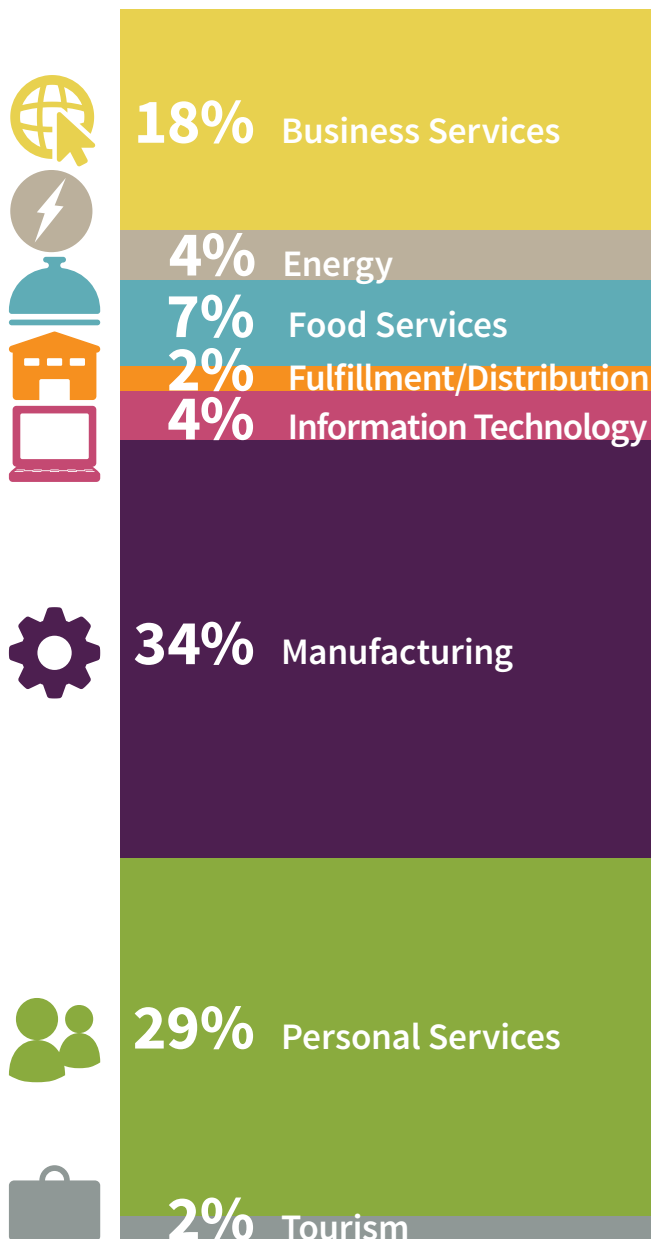 18% Business Services
4% Energy
7% Food Services
2% Fulfillment/Distribution
4% Information Technology
34% Manufacturing
29% Personal Services
2% Tourism